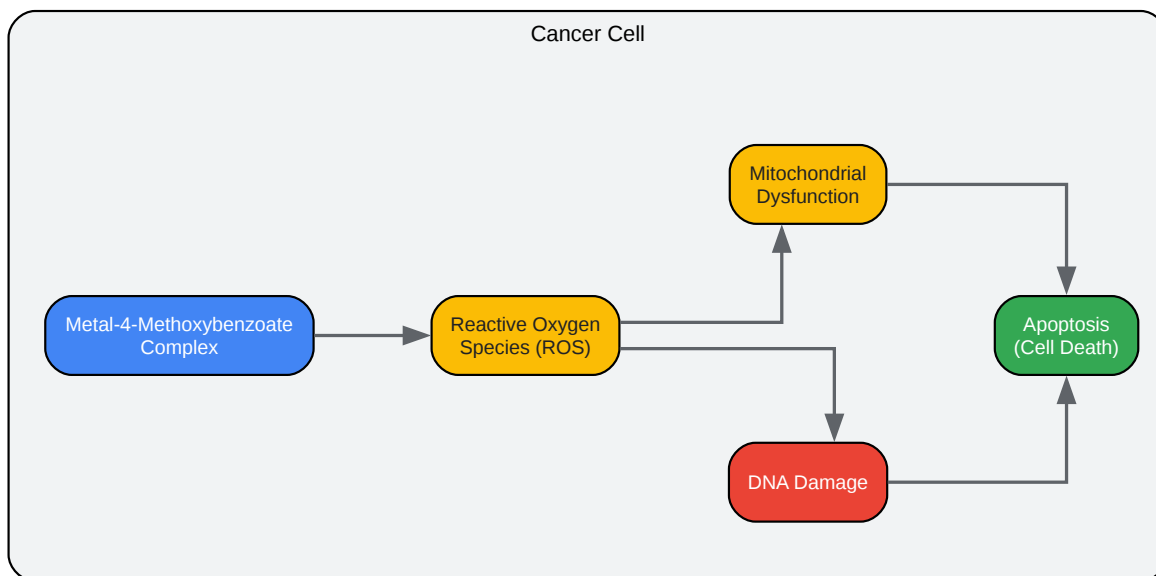 Cancer Cell
Mitochondrial
Dysfunction
Metal-4-Methoxybenzoate
Complex
Reactive Oxygen
Species (ROS)
Apoptosis
(Cell Death)
DNA Damage